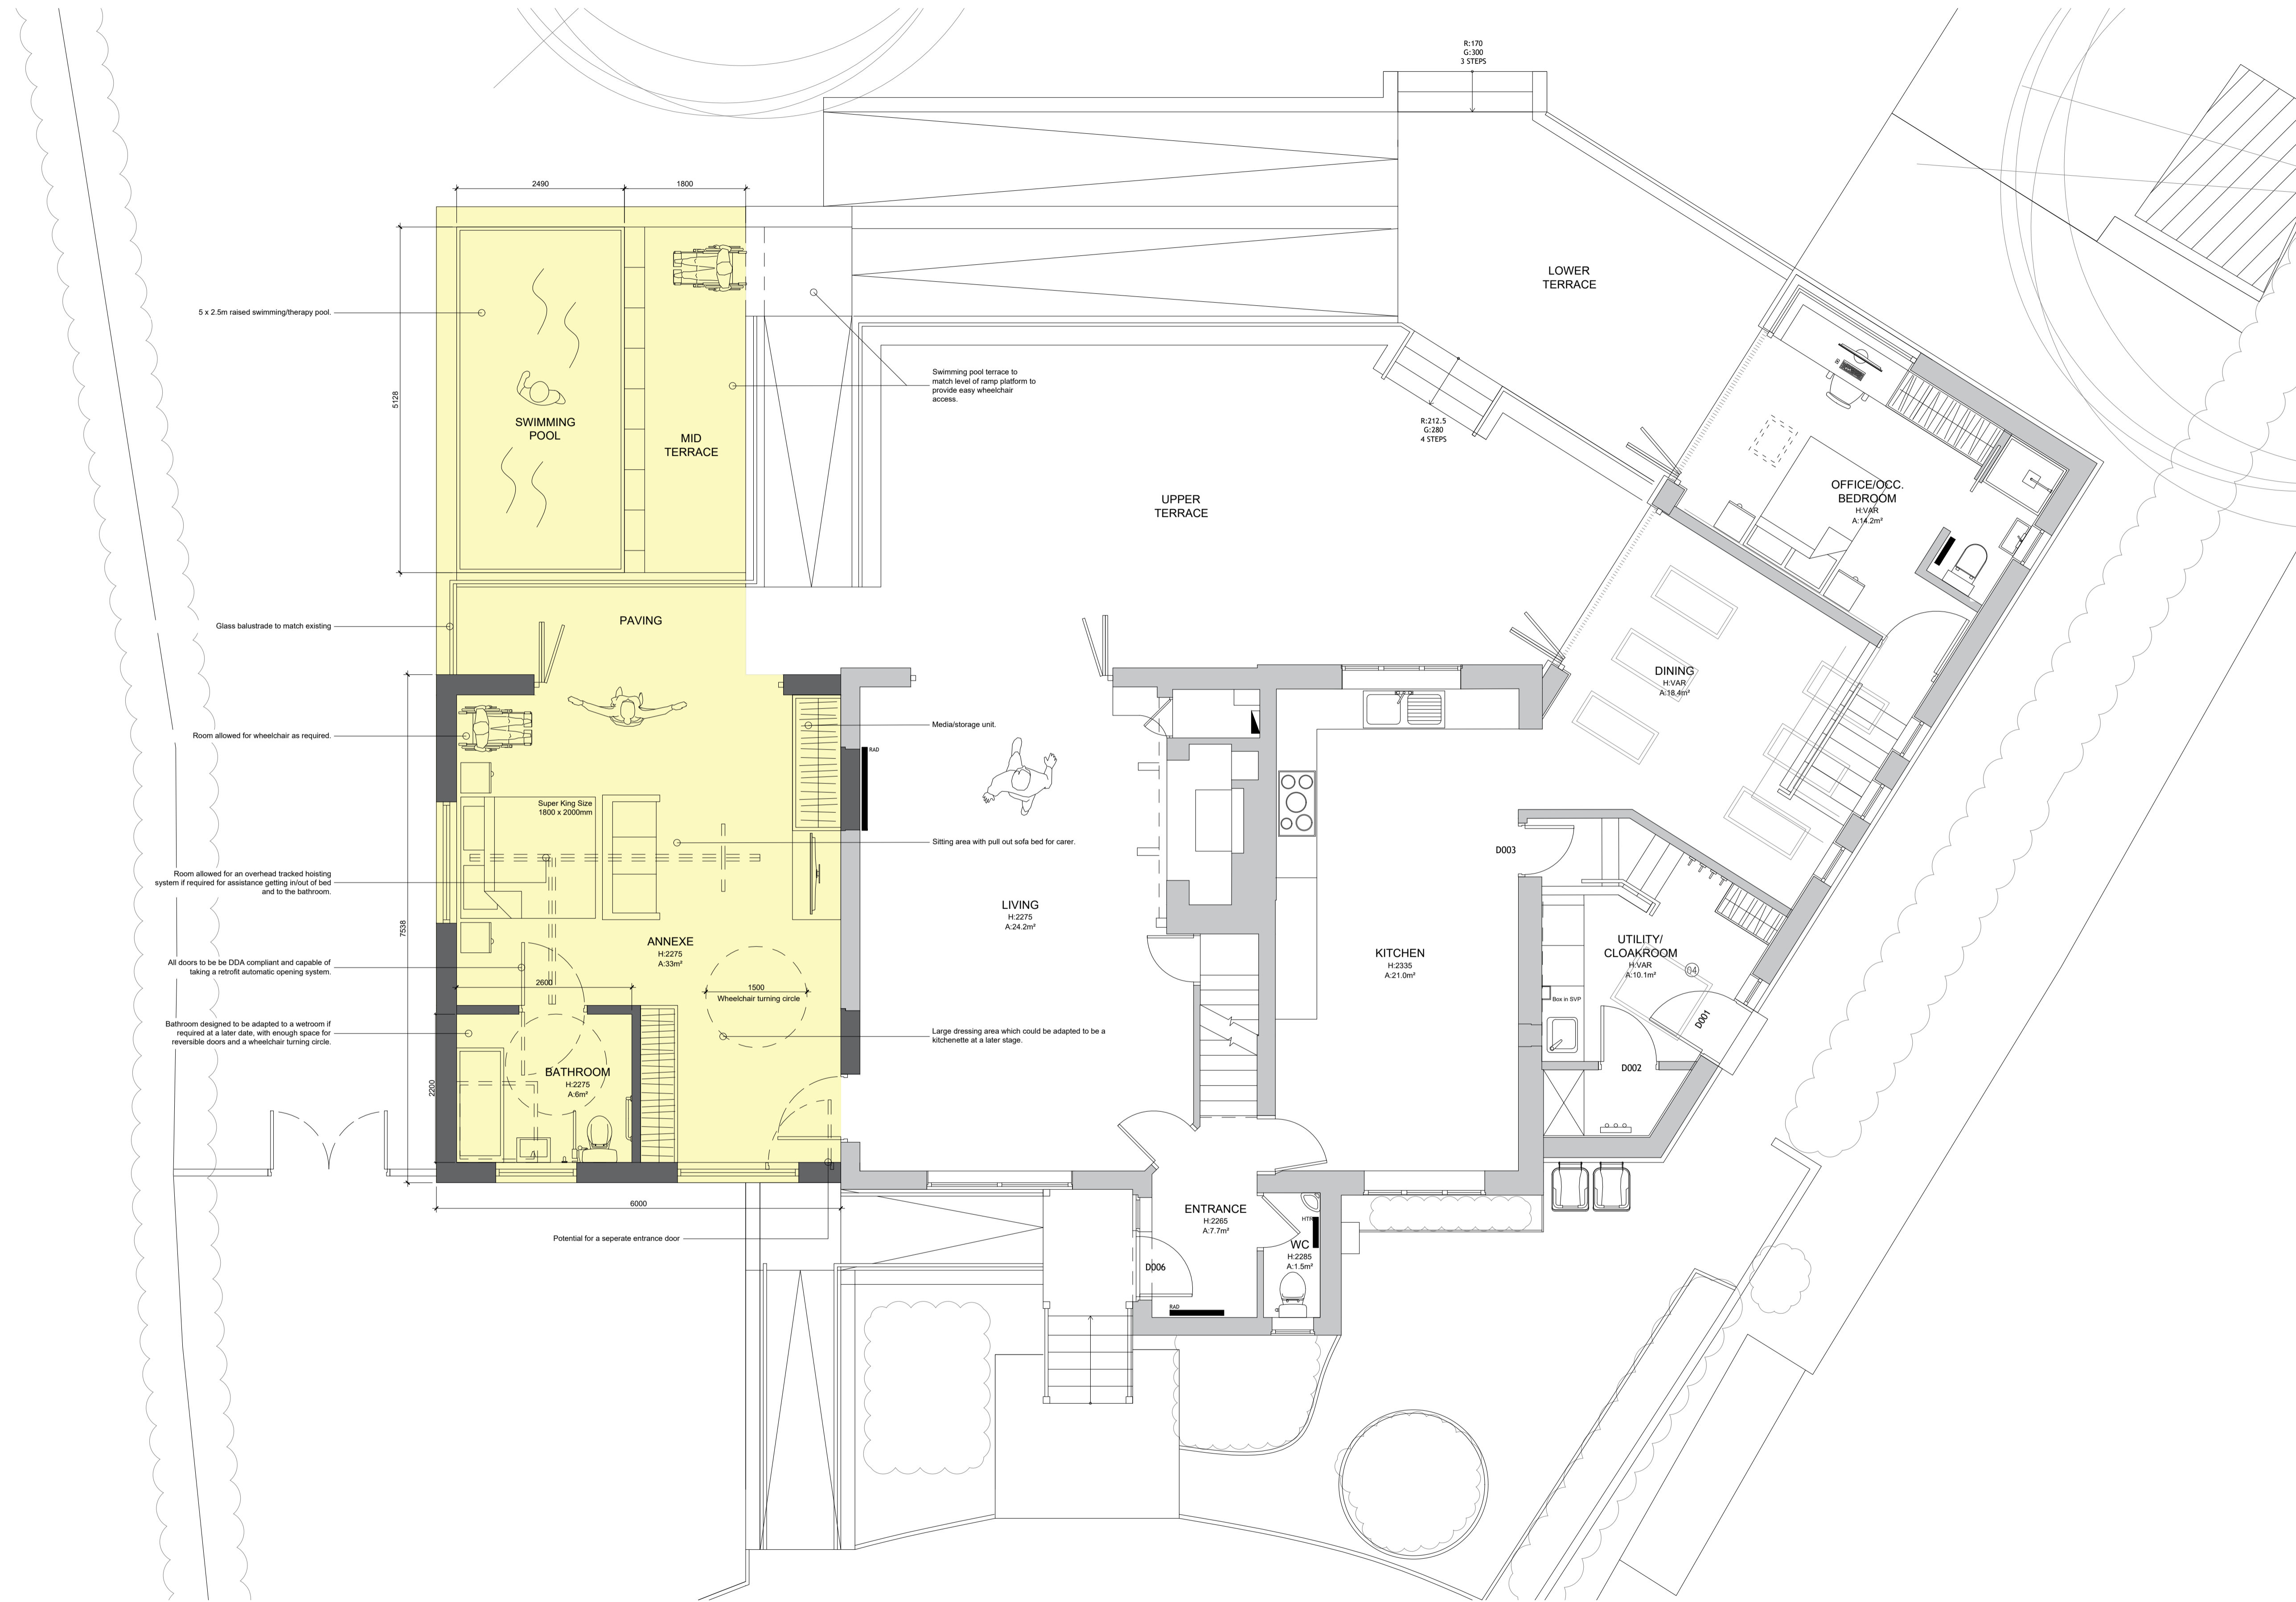 R:170
G:300
3 STEPS
2490
1800
LOWER
TERRACE
5 x 2.5m raised swimming/therapy pool.
5128
Swimming pool terrace to
match level of ramp platform to
provide easy wheelchair
access.
SWIMMING
POOL
MID
TERRACE
R:212.5
G:280
4 STEPS
UPPER
TERRACE
OFFICE/OCC.
BEDROOM
H:VAR
A:14.2m²
Glass balustrade to match existing
PAVING
DINING
H:VAR
A:18.4m²
Room allowed for wheelchair as required.
Media/storage unit.
RAD
Super King Size
1800 x 2000mm
Sitting area with pull out sofa bed for carer.
D003
Room allowed for an overhead tracked hoisting
system if required for assistance getting in/out of bed
and to the bathroom.
7538
LIVING
H:2275
A:24.2m²
ANNEXE
H:2275
A:33m²
KITCHEN
H:2335
A:21.0m²
UTILITY/
CLOAKROOM
H:VAR
A:10.1m²
04
All doors to be be DDA compliant and capable of
taking a retrofit automatic opening system.
2600
1500
Wheelchair turning circle
Box in SVP
D001
Bathroom designed to be adapted to a wetroom if
required at a later date, with enough space for
reversible doors and a wheelchair turning circle.
Large dressing area which could be adapted to be a
kitchenette at a later stage.
2200
BATHROOM
H:2275
A:6m²
D002
6000
Potential for a seperate entrance door
ENTRANCE
H:2265
A:7.7m²
HTR
WC
H:2285
A:1.5m²
D006
RAD